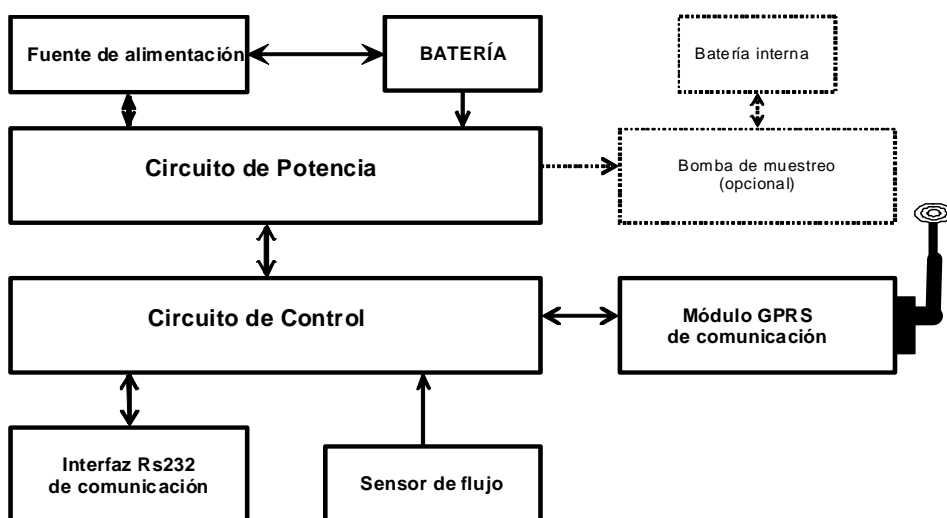 Fuente de alimentación
BATERÍA
Batería interna
Circuito de Potencia
Bomba de muestreo
(opcional)
Circuito de Control
Módulo GPRS
de comunicación
Interfaz Rs232
de comunicación
Sensor de flujo